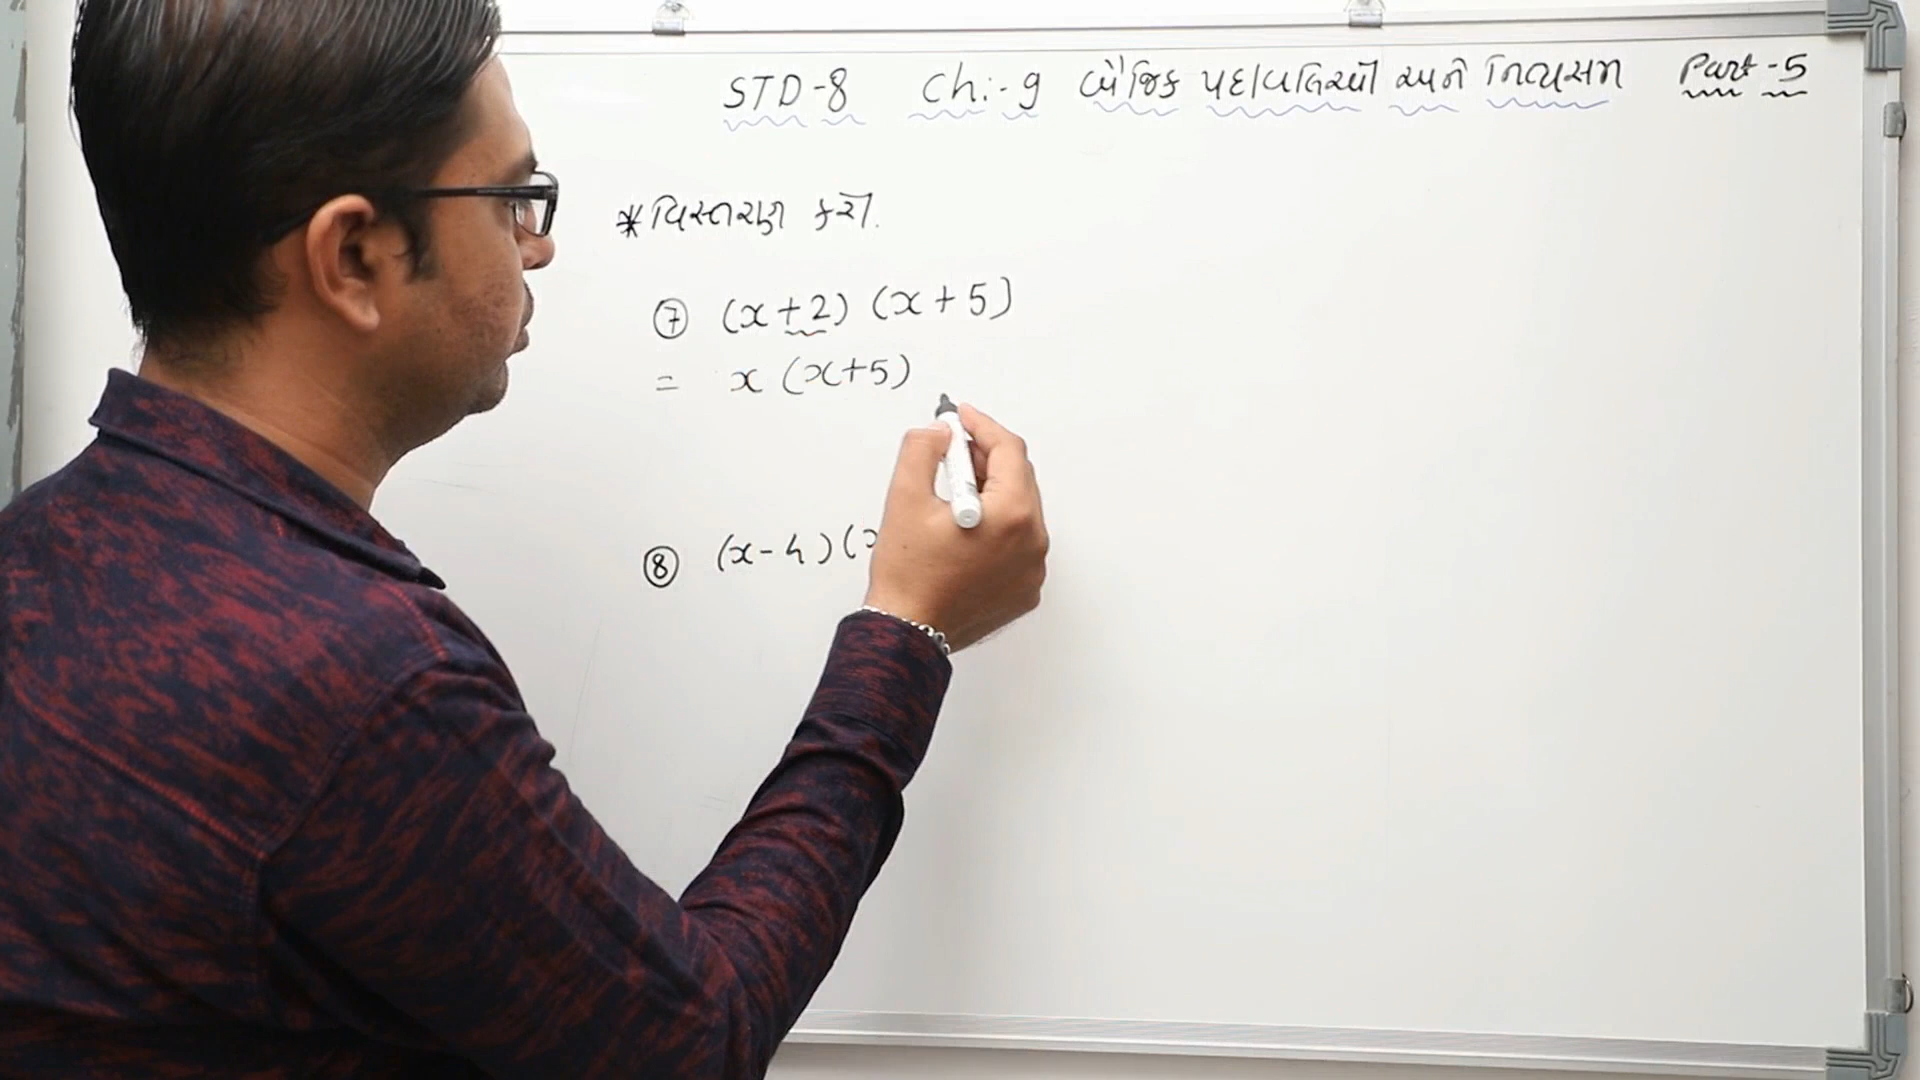 STD-8 Ch:-9 બૈજિક પદાવલિઓ અને નિત્યસમ Part-5
* વિસ્તરણ કરો.
⑦ (x+2) (x+5)
= x (x+5)
⑧ (x-4)(x